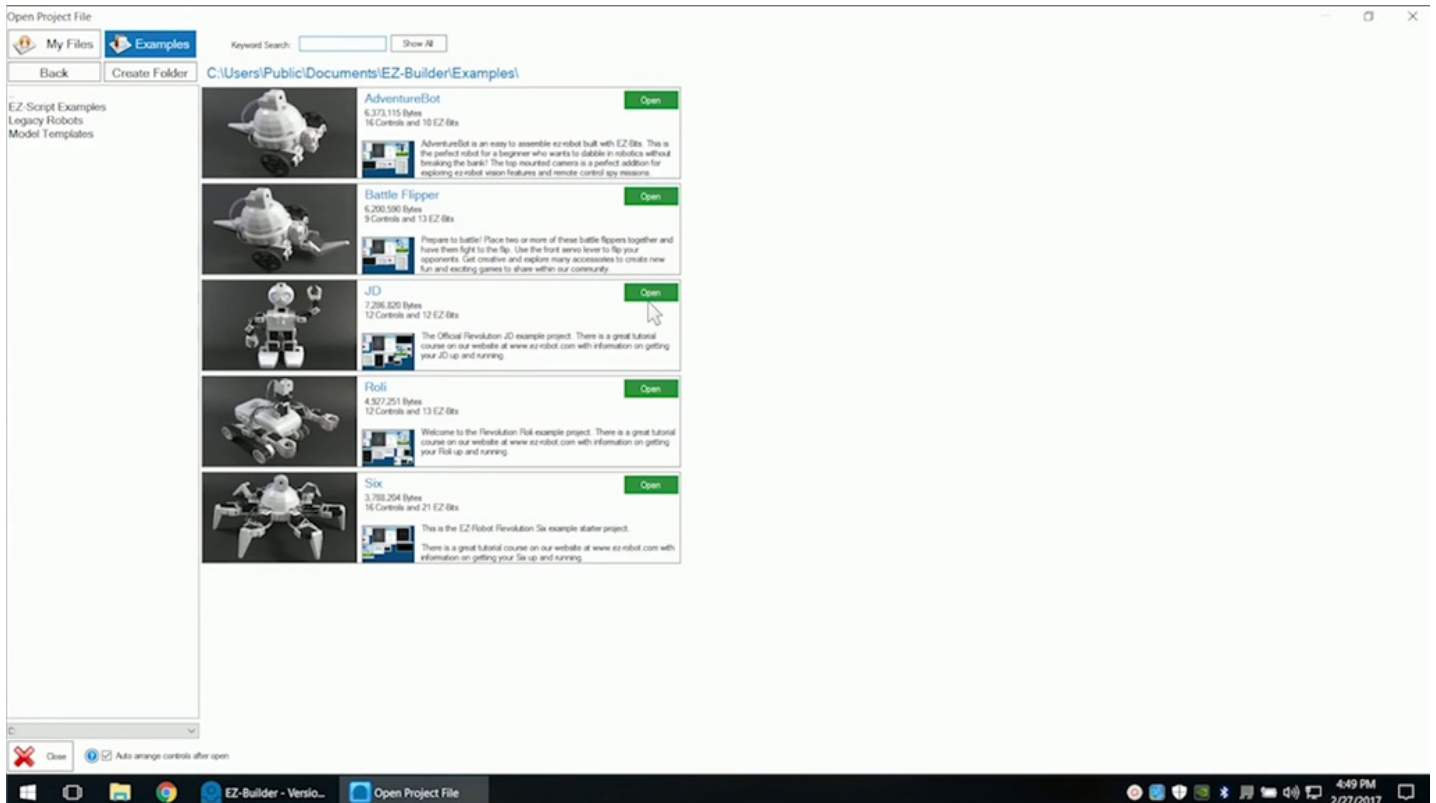 Open Project File
My Files
Examples
Keyword Search:
Show All
Back
Create Folder
C:\Users\Public\Documents\EZ-Builder\Examples\
..
EZ-Script Examples
Legacy Robots
Model Templates
AdventureBot
Open
6,373,115 Bytes
16 Controls and 10 EZ-Bits
AdventureBot is an easy to assemble ez-robot built with EZ-Bits. This is
the perfect robot for a beginner who wants to dabble in robotics without
breaking the bank! The top mounted camera is a perfect addition for
exploring ez-robot vision features and remote control spy missions
Battle Flipper
Open
6,200,590 Bytes
9 Controls and 13 EZ-Bits
Prepare to battle! Place two or more of these battle flippers together and
have them fight to the flip. Use the front servo lever to flip your
opponents. Get creative and explore many accessories to create new
fun and exciting games to share within our community
JD
Open
7,286,820 Bytes
12 Controls and 12 EZ-Bits
The Official Revolution JD example project. There is a great tutorial
course on our website at www.ez-robot.com with information on getting
your JD up and running.
Roli
Open
4,927,251 Bytes
12 Controls and 13 EZ-Bits
Welcome to the Revolution Roli example project. There is a great tutorial
course on our website at www.ez-robot.com with information on getting
your Roli up and running
Six
Open
3,788,204 Bytes
16 Controls and 21 EZ-Bits
This is the EZ-Robot Revolution Six example starter project.
There is a great tutorial course on our website at www.ez-robot.com with
information on getting your Six up and running
C:
Close
Auto arrange controls after open
EZ-Builder - Versio...
Open Project File
4:49 PM
2/27/2017